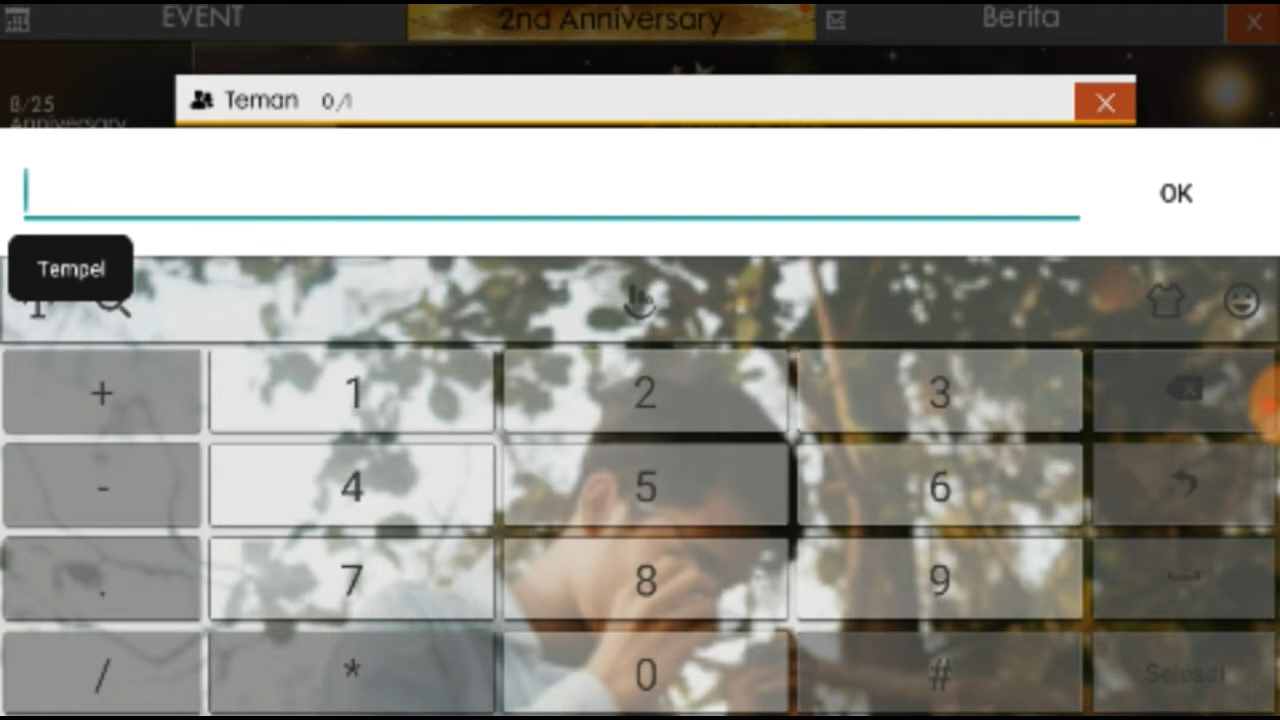 EVENT
2nd Anniversary
Berita
8/25
Anniversary
Teman 0/1
OK
Tempel
+ 1 2 3
- 4 5 6
. 7 8 9
/ * 0 # Selesai